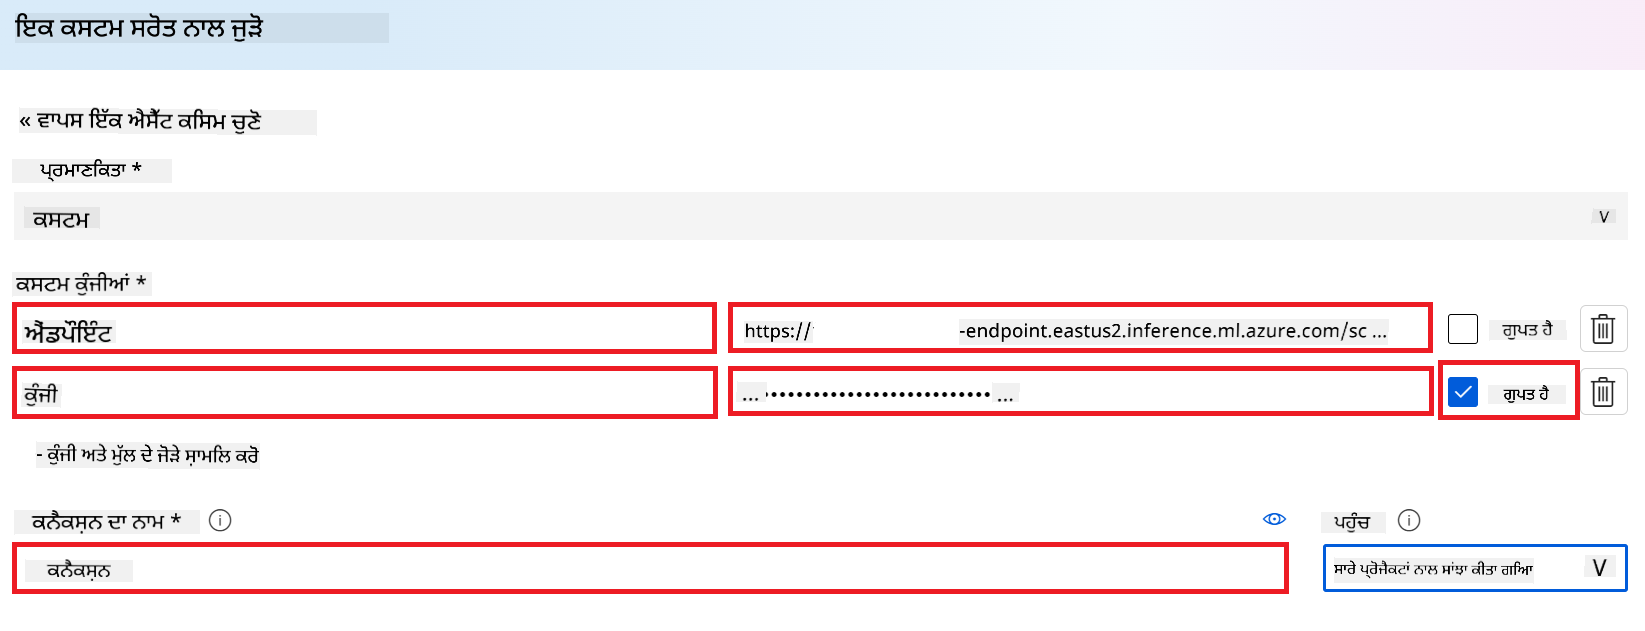 ਇਕ ਕਸਟਮ ਸਰੋਤ ਨਾਲ ਜੁੜੋ
« ਵਾਪਸ ਇੱਕ ਐਸੈੱਟ ਕਿਸਮ ਚੁਣੋ
ਪ੍ਰਮਾਣਕਿਤਾ *
ਕਸਟਮ V
ਕਸਟਮ ਕੁੰਜੀਆਂ *
ਐਂਡਪੌਇੰਟ https:// -endpoint.eastus2.inference.ml.azure.com/sc ... ਗੁਪਤ ਹੈ
ਕੁੰਜੀ ... •••••••••••••••••••••••••••• ... ਗੁਪਤ ਹੈ
- ਕੁੰਜੀ ਅਤੇ ਮੁੱਲ ਦੇ ਜੋੜੇ ਸ਼ਾਮਲਿ ਕਰੋ
ਕਨੈਕਸ਼ਨ ਦਾ ਨਾਮ * ਪਹੁੰਚ
ਕਨੈਕਸ਼ਨ ਸਾਰੇ ਪ੍ਰੋਜੈਕਟਾਂ ਨਾਲ ਸਾਂਝਾ ਕੀਤਾ ਗਿਆ V